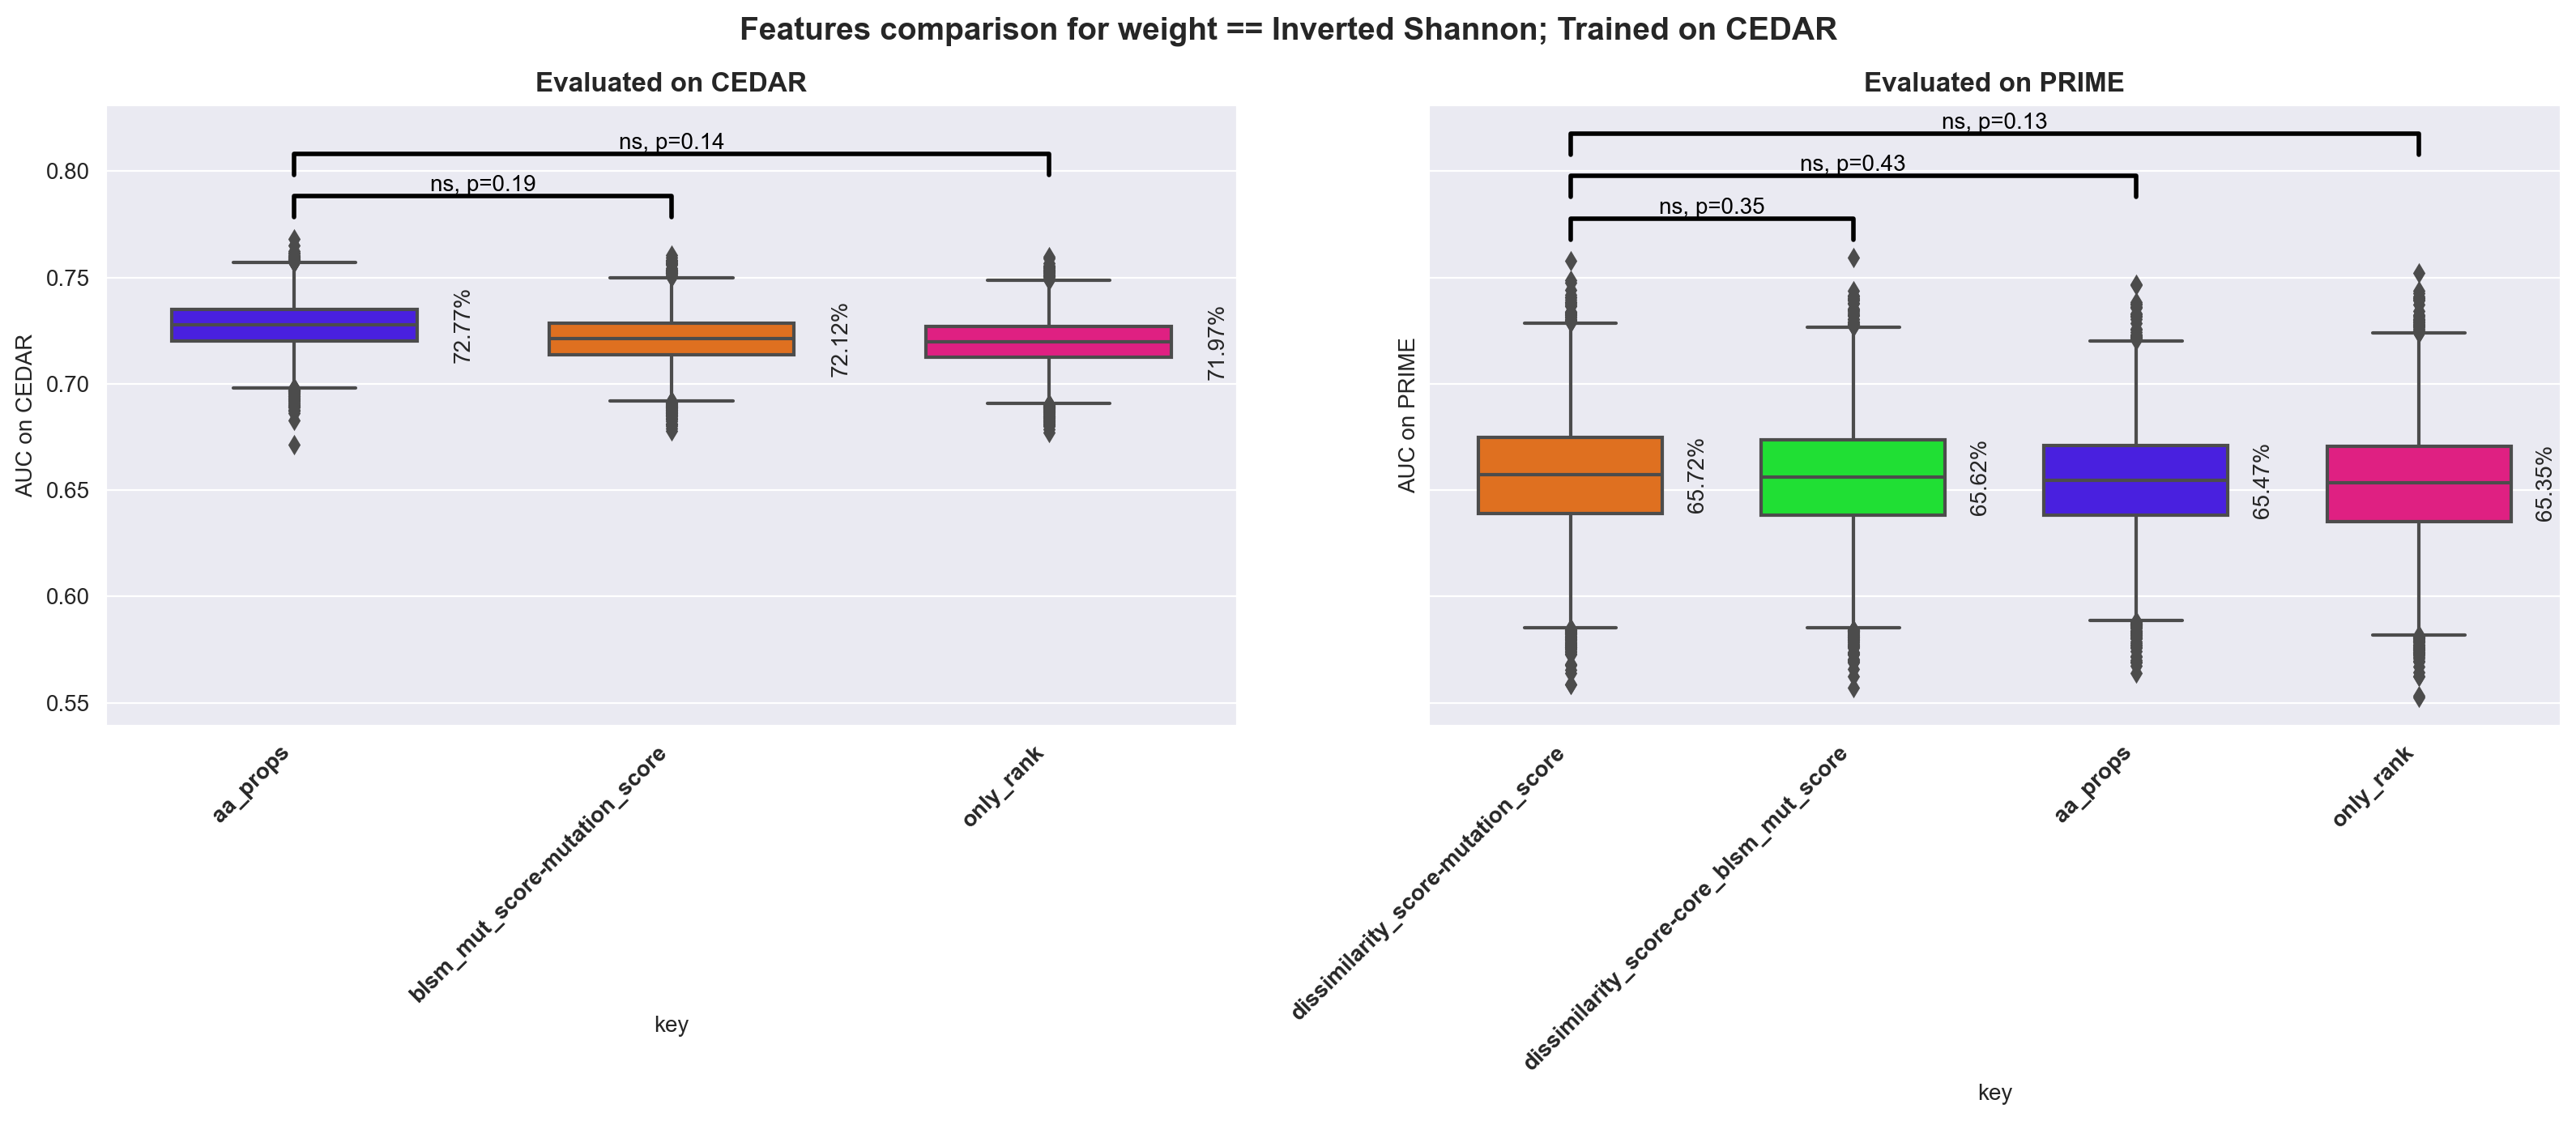 Features comparison for weight == Inverted Shannon; Trained on CEDAR
Evaluated on CEDAR
AUC on CEDAR
0.80
0.75
0.70
0.65
0.60
0.55
ns, p=0.14
ns, p=0.19
72.77%
72.12%
71.97%
aa_props
blsm_mut_score-mutation_score
only_rank
key
Evaluated on PRIME
AUC on PRIME
ns, p=0.13
ns, p=0.43
ns, p=0.35
65.72%
65.62%
65.47%
65.35%
dissimilarity_score-mutation_score
dissimilarity_score-core_blsm_mut_score
aa_props
only_rank
key